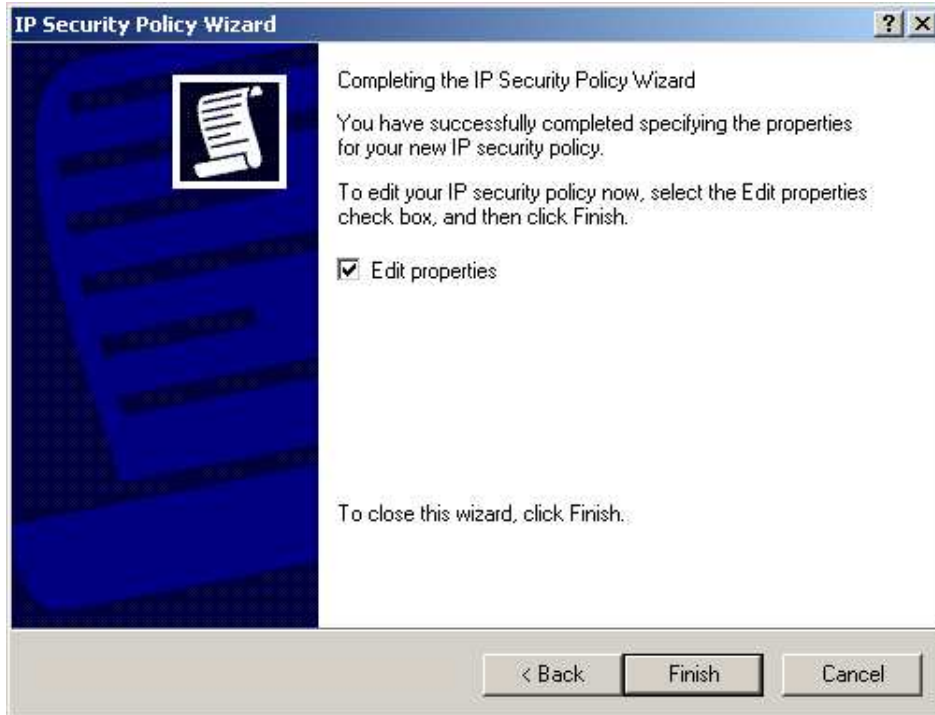 IP Security Policy Wizard
Completing the IP Security Policy Wizard
You have successfully completed specifying the properties
for your new IP security policy.
To edit your IP security policy now, select the Edit properties
check box, and then click Finish.
Edit properties
To close this wizard, click Finish.
< Back
Finish
Cancel